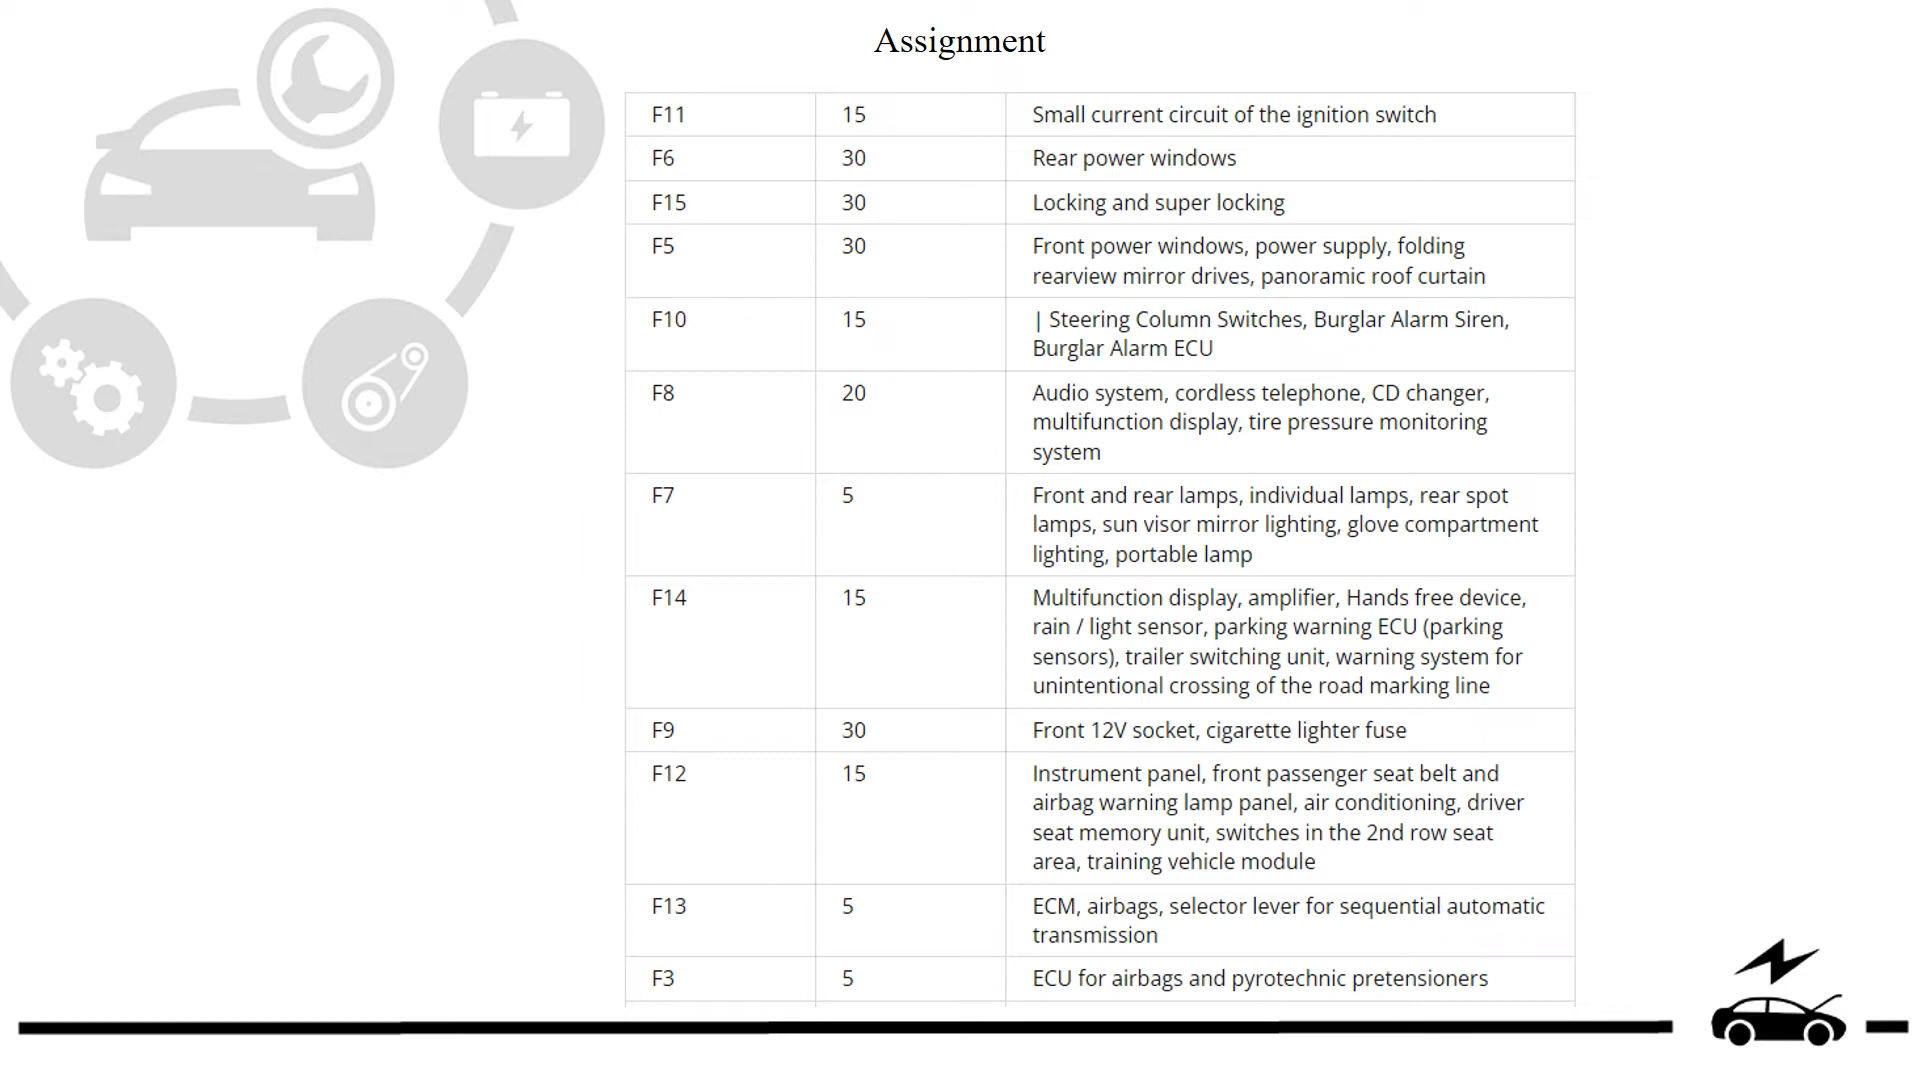 Assignment
F11 15 Small current circuit of the ignition switch
F6 30 Rear power windows
F15 30 Locking and super locking
F5 30 Front power windows, power supply, folding
rearview mirror drives, panoramic roof curtain
F10 15 | Steering Column Switches, Burglar Alarm Siren,
Burglar Alarm ECU
F8 20 Audio system, cordless telephone, CD changer,
multifunction display, tire pressure monitoring
system
F7 5 Front and rear lamps, individual lamps, rear spot
lamps, sun visor mirror lighting, glove compartment
lighting, portable lamp
F14 15 Multifunction display, amplifier, Hands free device,
rain / light sensor, parking warning ECU (parking
sensors), trailer switching unit, warning system for
unintentional crossing of the road marking line
F9 30 Front 12V socket, cigarette lighter fuse
F12 15 Instrument panel, front passenger seat belt and
airbag warning lamp panel, air conditioning, driver
seat memory unit, switches in the 2nd row seat
area, training vehicle module
F13 5 ECM, airbags, selector lever for sequential automatic
transmission
F3 5 ECU for airbags and pyrotechnic pretensioners